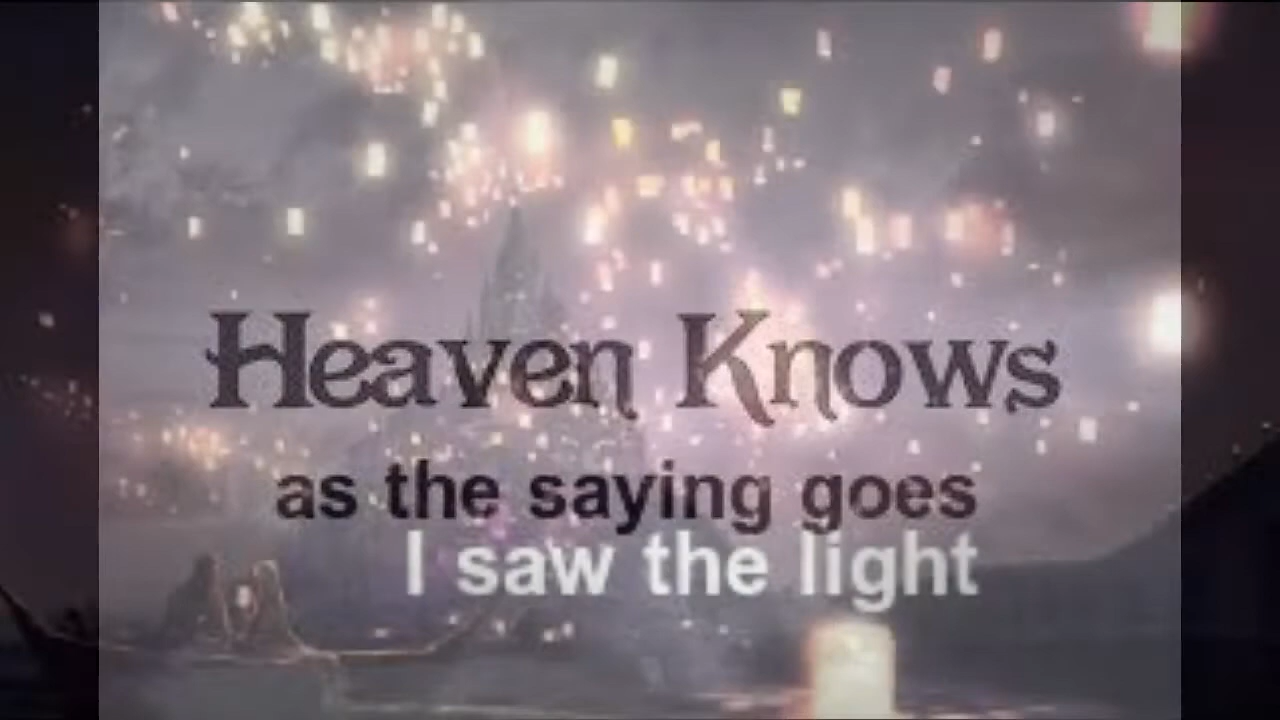 Heaven Knows
as the saying goes
I saw the light